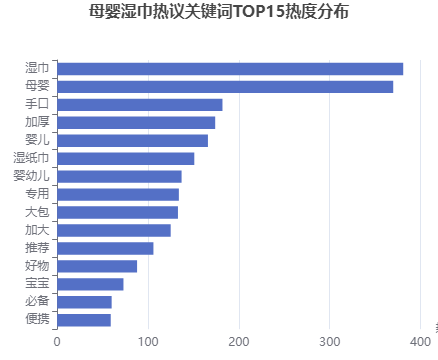 母婴湿巾热议关键词TOP15热度分布
湿巾
母婴
手口
加厚
婴儿
湿纸巾
婴幼儿
专用
大包
加大
推荐
好物
宝宝
必备
便携
0 100 200 300 400